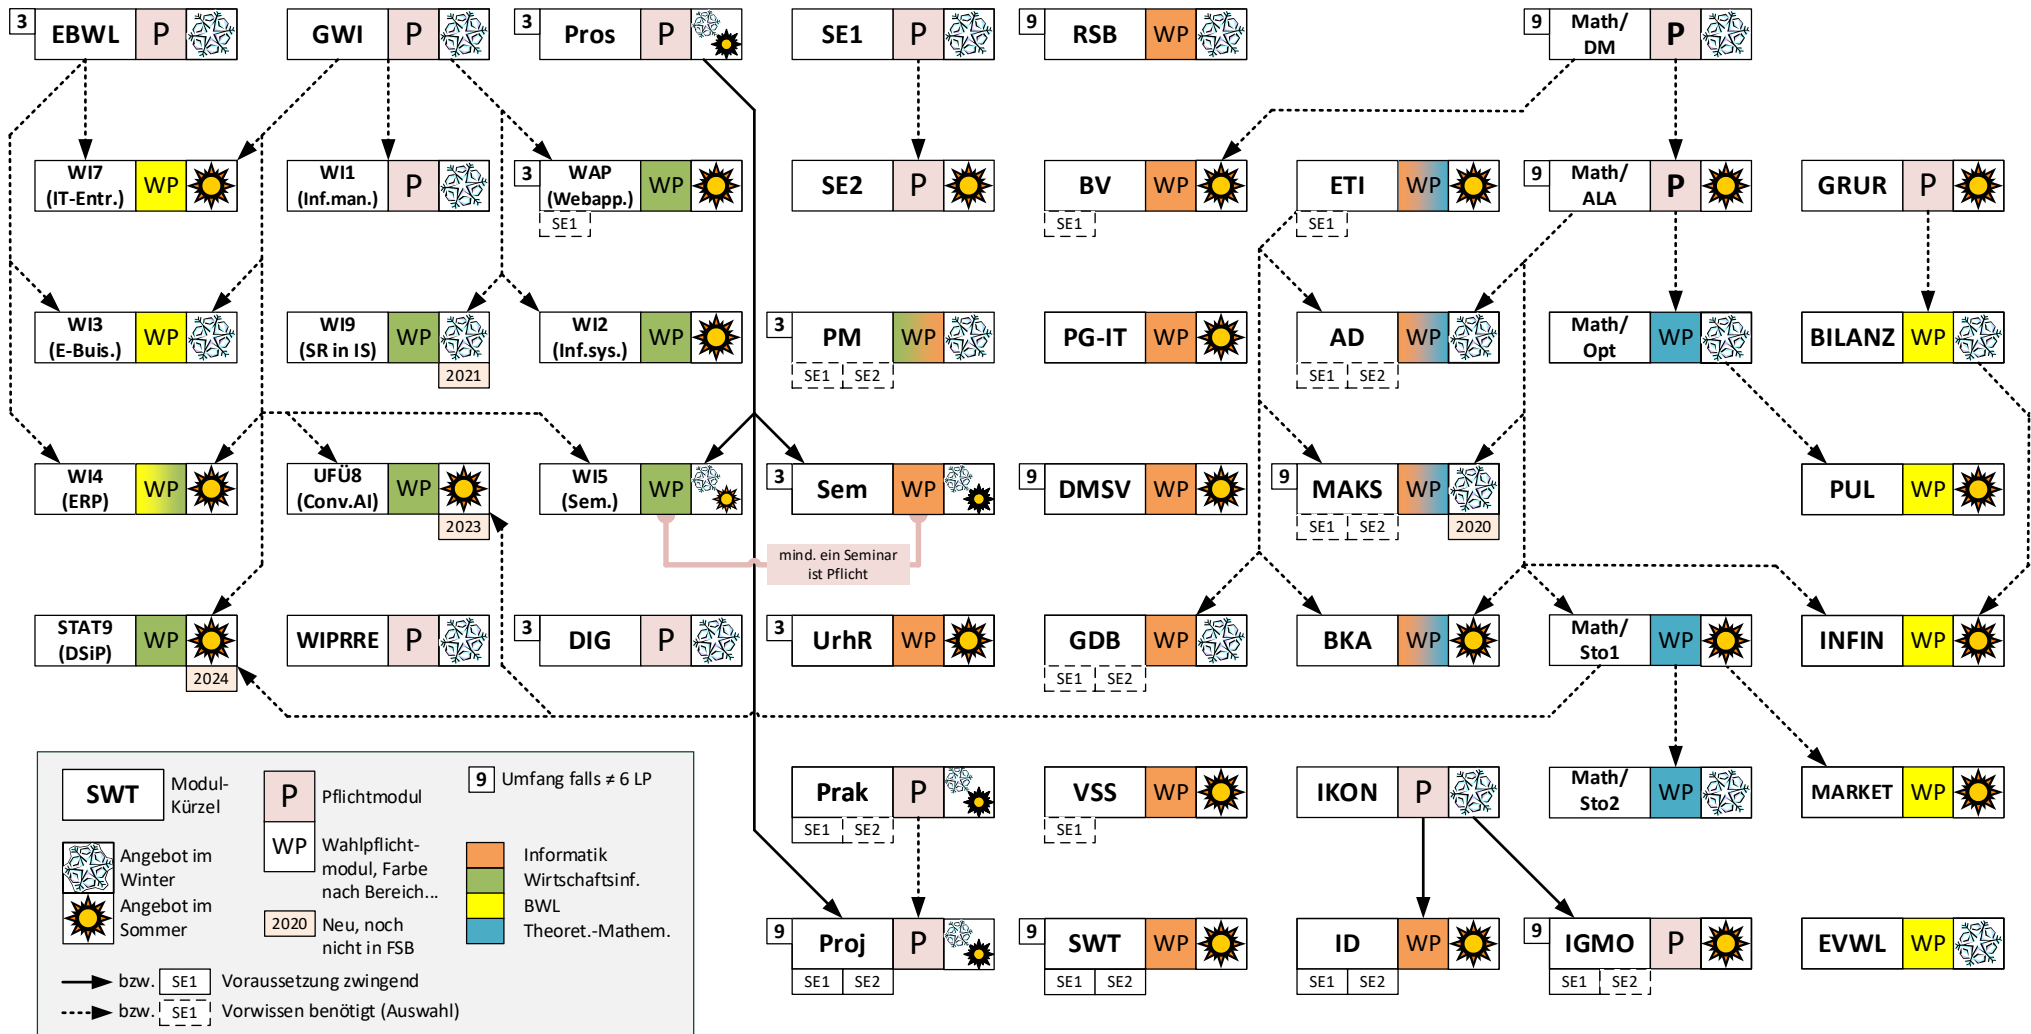 3 EBWL P
GWI P
3 Pros P
SE1 P
9 RSB WP
9 Math/
DM P
WI7
(IT-Entr.) WP
WI1
(Inf.man.) P
3 WAP
(Webapp.) WP
SE1
SE2 P
BV WP
SE1
ETI WP
SE1
9 Math/
ALA P
GRUR P
WI3
(E-Buis.) WP
WI9
(SR in IS) WP
2021
WI2
(Inf.sys.) WP
3 PM WP
SE1 SE2
PG-IT WP
AD WP
SE1 SE2
Math/
Opt WP
BILANZ WP
WI4
(ERP) WP
UFÜ8
(Conv.AI) WP
2023
WI5
(Sem.) WP
3 Sem WP
mind. ein Seminar
ist Pflicht
9 DMSV WP
9 MAKS WP
SE1 SE2 2020
PUL WP
STAT9
(DSiP) WP
2024
WIPRRE P
3 DIG P
3 UrhR WP
GDB WP
SE1 SE2
BKA WP
Math/
Sto1 WP
INFIN WP
Prak P
SE1 SE2
VSS WP
SE1
IKON P
Math/
Sto2 WP
MARKET WP
9 Proj P
SE1 SE2
9 SWT WP
SE1 SE2
ID WP
SE1 SE2
9 IGMO P
SE1 SE2
EVWL WP
SWT Modul-
Kürzel
P Pflichtmodul
9 Umfang falls ≠ 6 LP
WP Wahlpflicht-
modul, Farbe
nach Bereich...
Angebot im
Winter
Angebot im
Sommer
2020 Neu, noch
nicht in FSB
Informatik
Wirtschaftsinf.
BWL
Theoret.-Mathem.
bzw. SE1 Voraussetzung zwingend
bzw. SE1 Vorwissen benötigt (Auswahl)